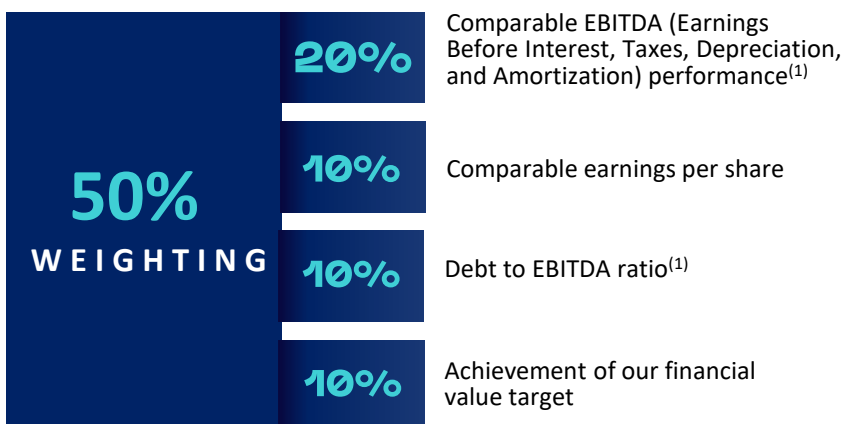 20%
Comparable EBITDA (Earnings
Before Interest, Taxes, Depreciation,
and Amortization) performance(1)
50%
WEIGHTING
10%
Comparable earnings per share
10%
Debt to EBITDA ratio(1)
10%
Achievement of our financial
value target